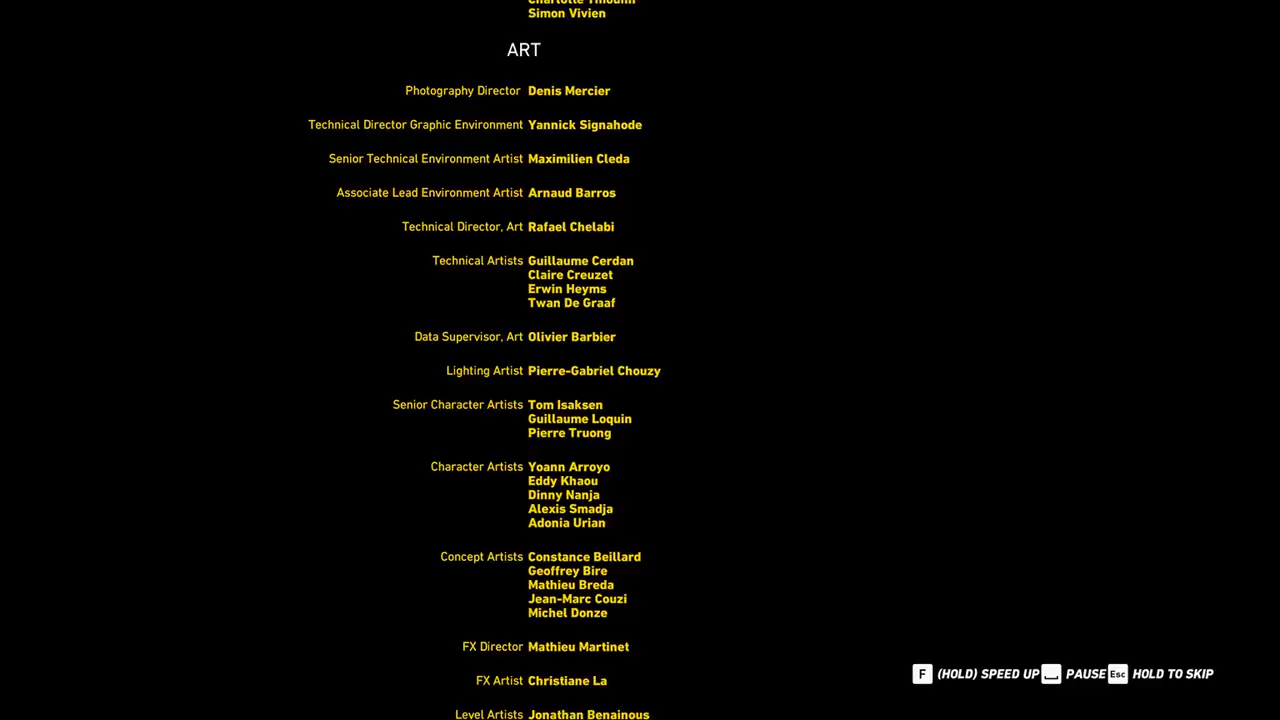 Simon Vivien
ART
Photography Director Denis Mercier
Technical Director Graphic Environment Yannick Signahode
Senior Technical Environment Artist Maximilien Cleda
Associate Lead Environment Artist Arnaud Barros
Technical Director, Art Rafael Chelabi
Technical Artists Guillaume Cerdan
Claire Creuzet
Erwin Heyms
Twan De Graaf
Data Supervisor, Art Olivier Barbier
Lighting Artist Pierre-Gabriel Chouzy
Senior Character Artists Tom Isaksen
Guillaume Loquin
Pierre Truong
Character Artists Yoann Arroyo
Eddy Khaou
Dinny Nanja
Alexis Smadja
Adonia Urian
Concept Artists Constance Beillard
Geoffrey Bire
Mathieu Breda
Jean-Marc Couzi
Michel Donze
FX Director Mathieu Martinet
F (HOLD) SPEED UP PAUSE Esc HOLD TO SKIP
FX Artist Christiane La
Level Artists Jonathan Benainous